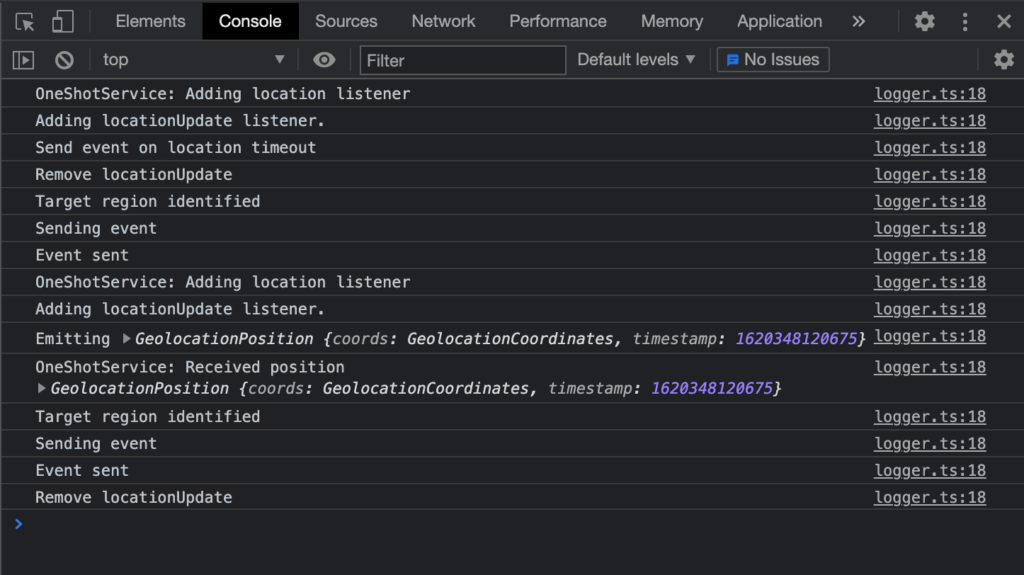 Elements Console Sources Network Performance Memory Application »
top Filter Default levels No Issues
OneShotService: Adding location listener logger.ts:18
Adding locationUpdate listener. logger.ts:18
Send event on location timeout logger.ts:18
Remove locationUpdate logger.ts:18
Target region identified logger.ts:18
Sending event logger.ts:18
Event sent logger.ts:18
OneShotService: Adding location listener logger.ts:18
Adding locationUpdate listener. logger.ts:18
Emitting GeolocationPosition {coords: GeolocationCoordinates, timestamp: 1620348120675} logger.ts:18
OneShotService: Received position logger.ts:18
GeolocationPosition {coords: GeolocationCoordinates, timestamp: 1620348120675}
Target region identified logger.ts:18
Sending event logger.ts:18
Event sent logger.ts:18
Remove locationUpdate logger.ts:18